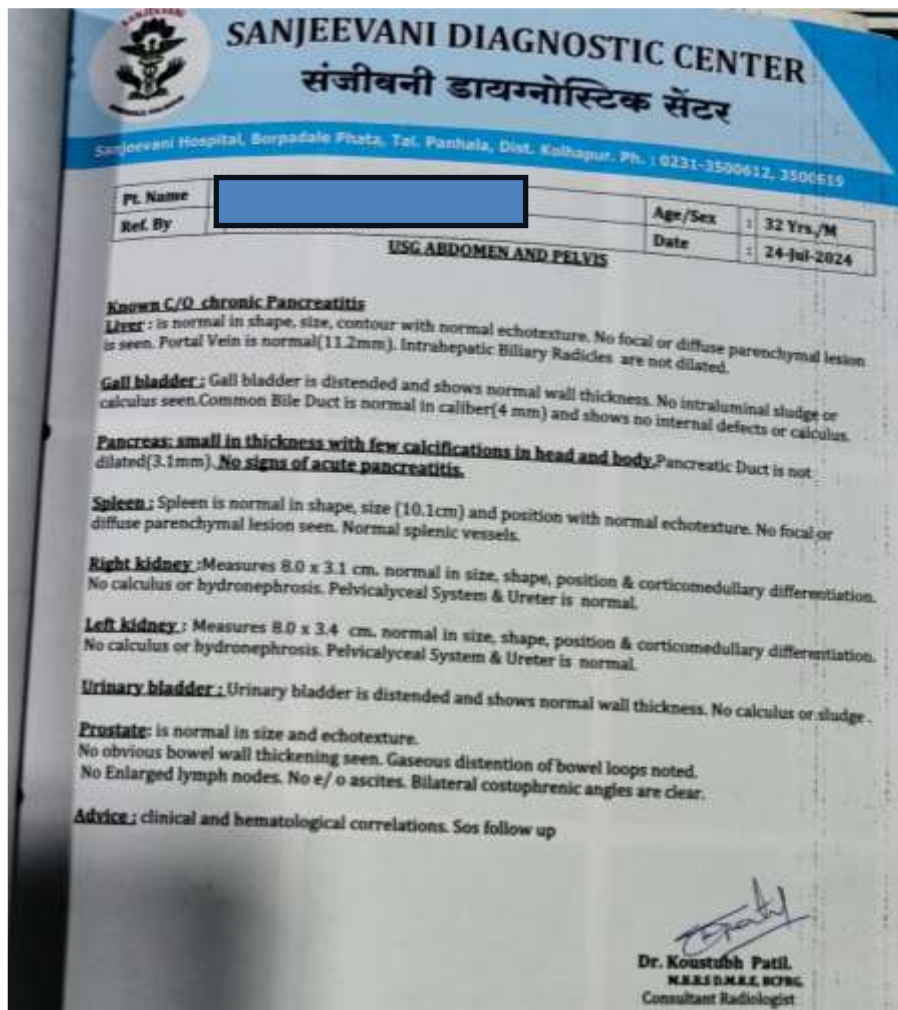 SANJEEVANI
SANJEEVANI DIAGNOSTIC CENTER
संजीवनी डायग्नोस्टिक सेंटर
Sanjeevani Hospital, Borpadale Phata, Tal. Panhala, Dist. Kolhapur. Ph. : 0231-3500612, 3500619
Pt. Name
Age/Sex : 32 Yrs./M
Ref. By
Date : 24-Jul-2024
USG ABDOMEN AND PELVIS
Known C/O chronic Pancreatitis
Liver : is normal in shape, size, contour with normal echotexture. No focal or diffuse parenchymal lesion
is seen. Portal Vein is normal(11.2mm). Intrahepatic Biliary Radicles are not dilated.
Gall bladder : Gall bladder is distended and shows normal wall thickness. No intraluminal sludge or
calculus seen.Common Bile Duct is normal in caliber(4 mm) and shows no internal defects or calculus.
Pancreas: small in thickness with few calcifications in head and body.Pancreatic Duct is not
dilated(3.1mm). No signs of acute pancreatitis.
Spleen : Spleen is normal in shape, size (10.1cm) and position with normal echotexture. No focal or
diffuse parenchymal lesion seen. Normal splenic vessels.
Right kidney :Measures 8.0 x 3.1 cm. normal in size, shape, position & corticomedullary differentiation.
No calculus or hydronephrosis. Pelvicalyceal System & Ureter is normal.
Left kidney : Measures 8.0 x 3.4 cm. normal in size, shape, position & corticomedullary differentiation.
No calculus or hydronephrosis. Pelvicalyceal System & Ureter is normal.
Urinary bladder : Urinary bladder is distended and shows normal wall thickness. No calculus or sludge .
Prostate: is normal in size and echotexture.
No obvious bowel wall thickening seen. Gaseous distention of bowel loops noted.
No Enlarged lymph nodes. No e/ o ascites. Bilateral costophrenic angles are clear.
Advice : clinical and hematological correlations. Sos follow up
Dr. Koustubh Patil.
M.B.B.S D.M.R.E,
Consultant Radiologist